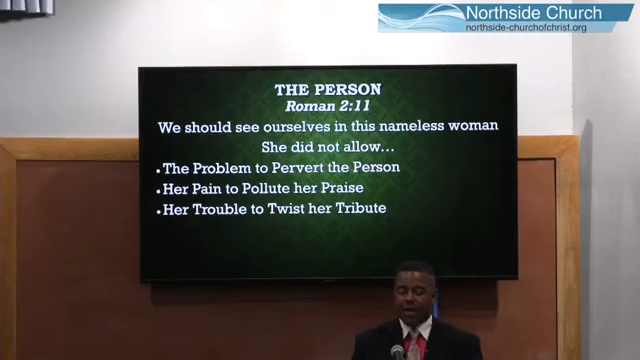 Northside Church
northside-churchofchrist.org
THE PERSON
Roman 2:11
We should see ourselves in this nameless woman
She did not allow...
• The Problem to Pervert the Person
• Her Pain to Pollute her Praise
• Her Trouble to Twist her Tribute